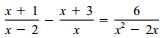 (x + 1)/(x − 2) − (x + 3)/x = 6/(x² − 2x)